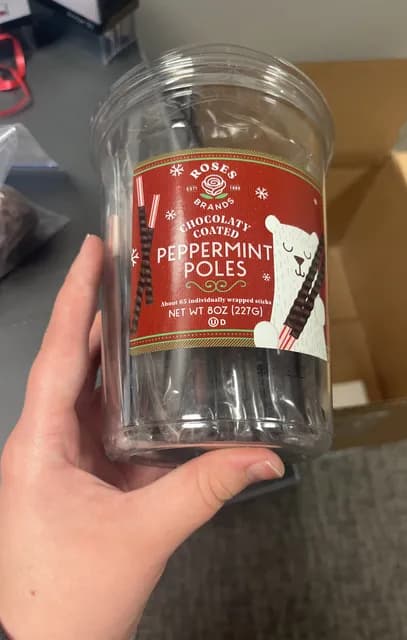 ROSES
EST 1888
BRANDS
CHOCOLATY
COATED
PEPPERMINT
POLES
About 65 individually wrapped sticks
NET WT 8OZ (227G)
U D